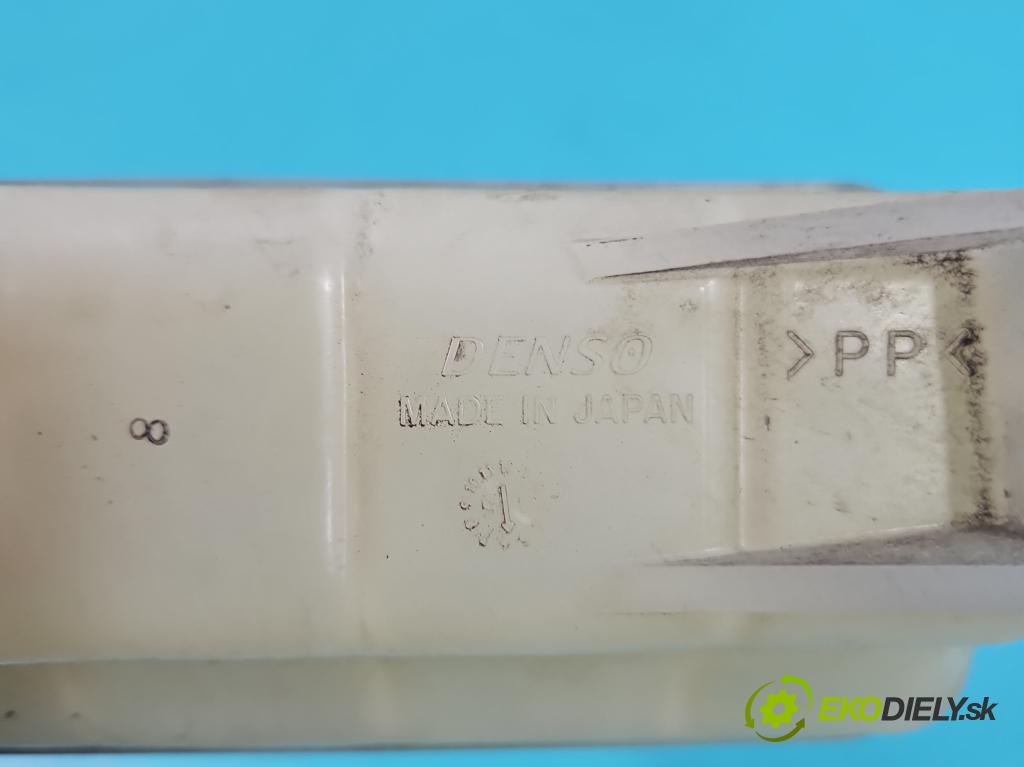 DENSO
>PP<
MADE IN JAPAN
8
EKODIELY.sk